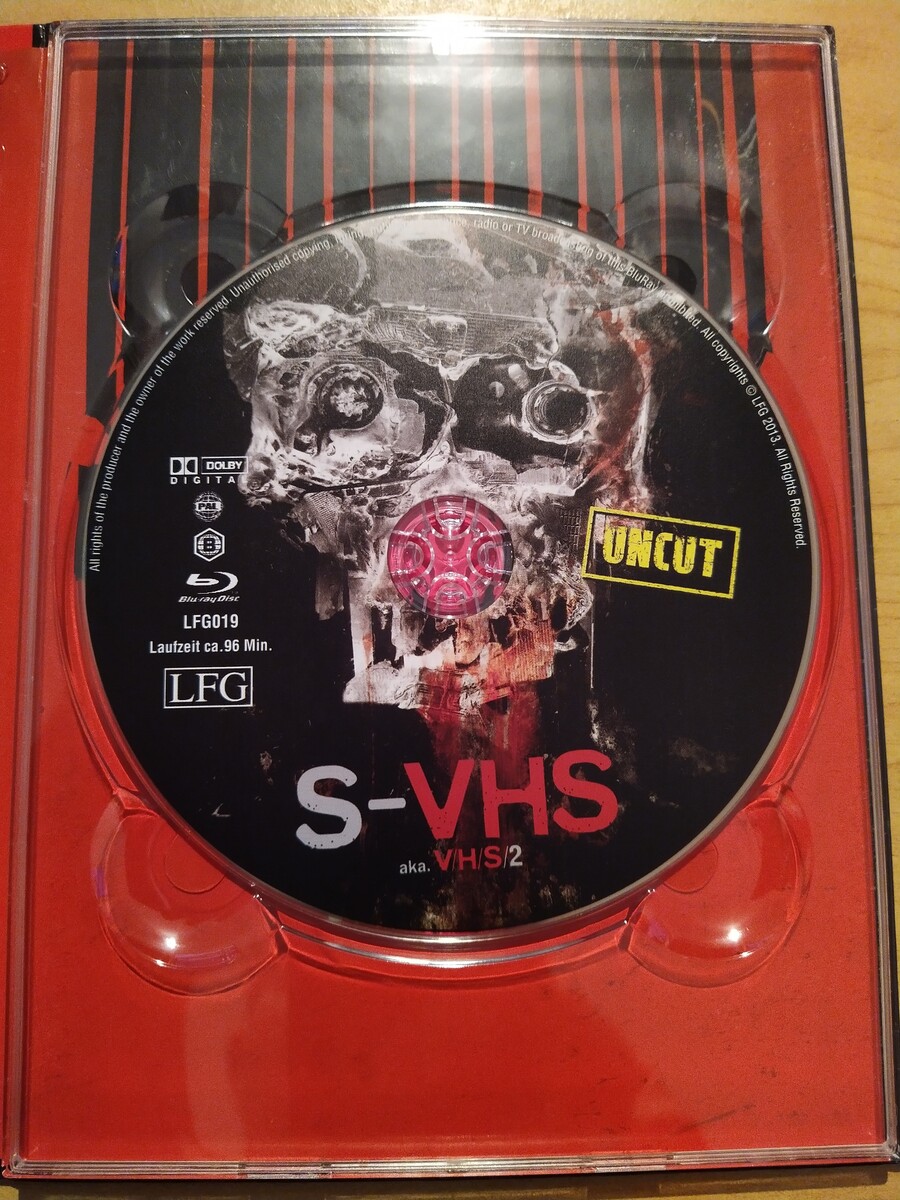 All rights of the producer and the owner of the work reserved. Unauthorised copying, radio or TV broadcasting of this BluRay prohibited. All copyrights © LFG 2013. All Rights Reserved.
DOLBY
DIGITAL
PAL
B
Blu-ray Disc
LFG019
Laufzeit ca.96 Min.
LFG
UNCUT
S-VHS
aka. V/H/S/2